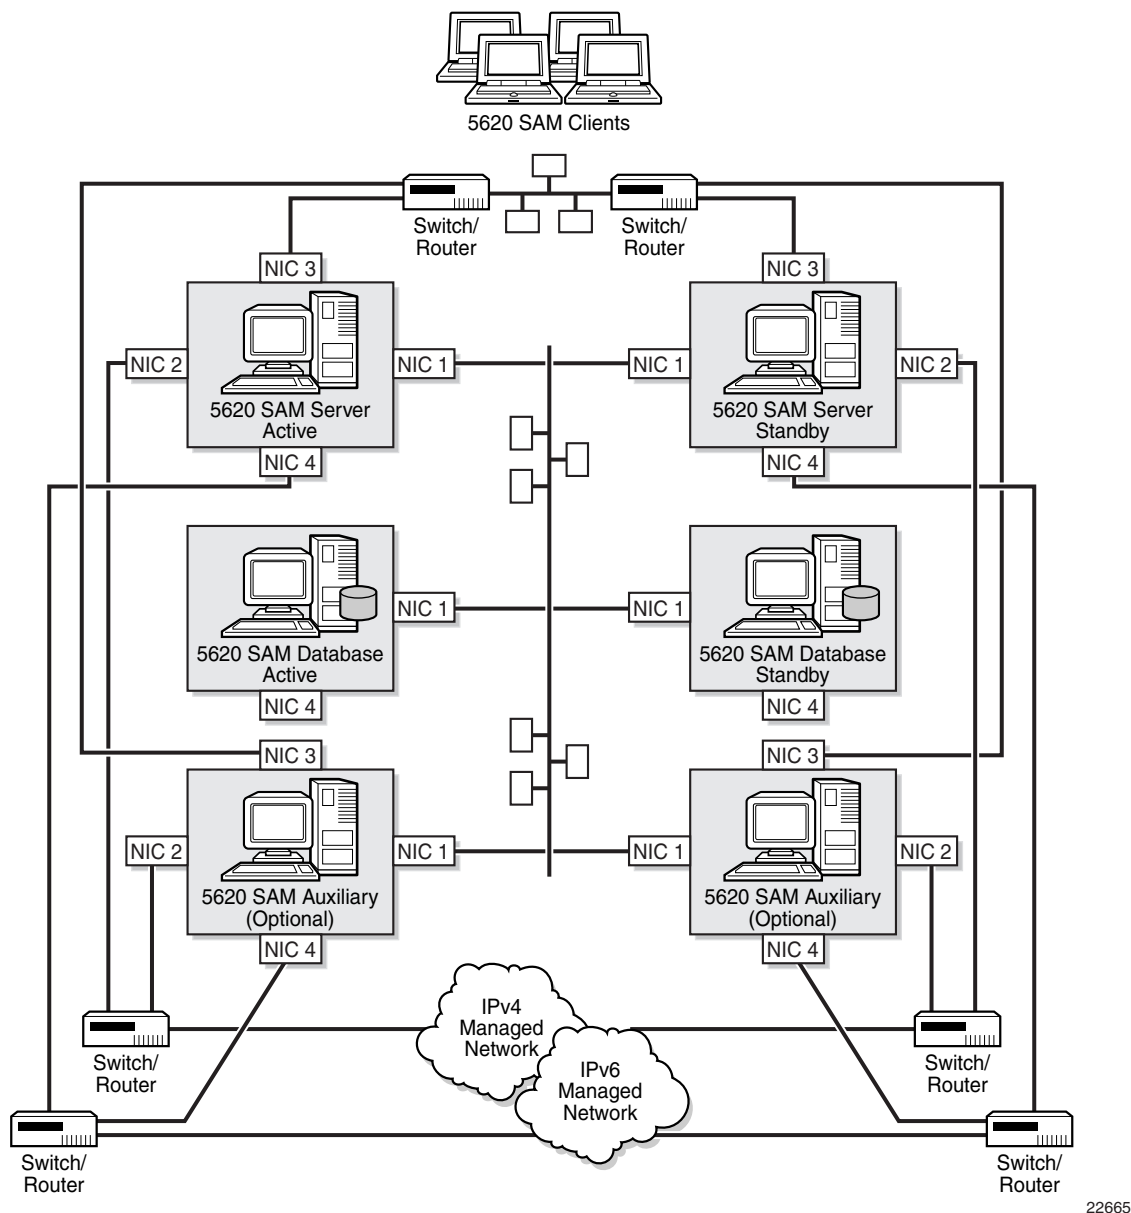 5620 SAM Clients
Switch/
Router
Switch/
Router
NIC 3
NIC 3
NIC 2
NIC 1
NIC 1
NIC 2
5620 SAM Server
Active
5620 SAM Server
Standby
NIC 4
NIC 4
NIC 1
NIC 1
5620 SAM Database
Active
5620 SAM Database
Standby
NIC 4
NIC 4
NIC 3
NIC 3
NIC 2
NIC 1
NIC 1
NIC 2
5620 SAM Auxiliary
(Optional)
5620 SAM Auxiliary
(Optional)
NIC 4
NIC 4
IPv4
Managed
Network
Switch/
Router
IPv6
Managed
Network
Switch/
Router
Switch/
Router
Switch/
Router
22665